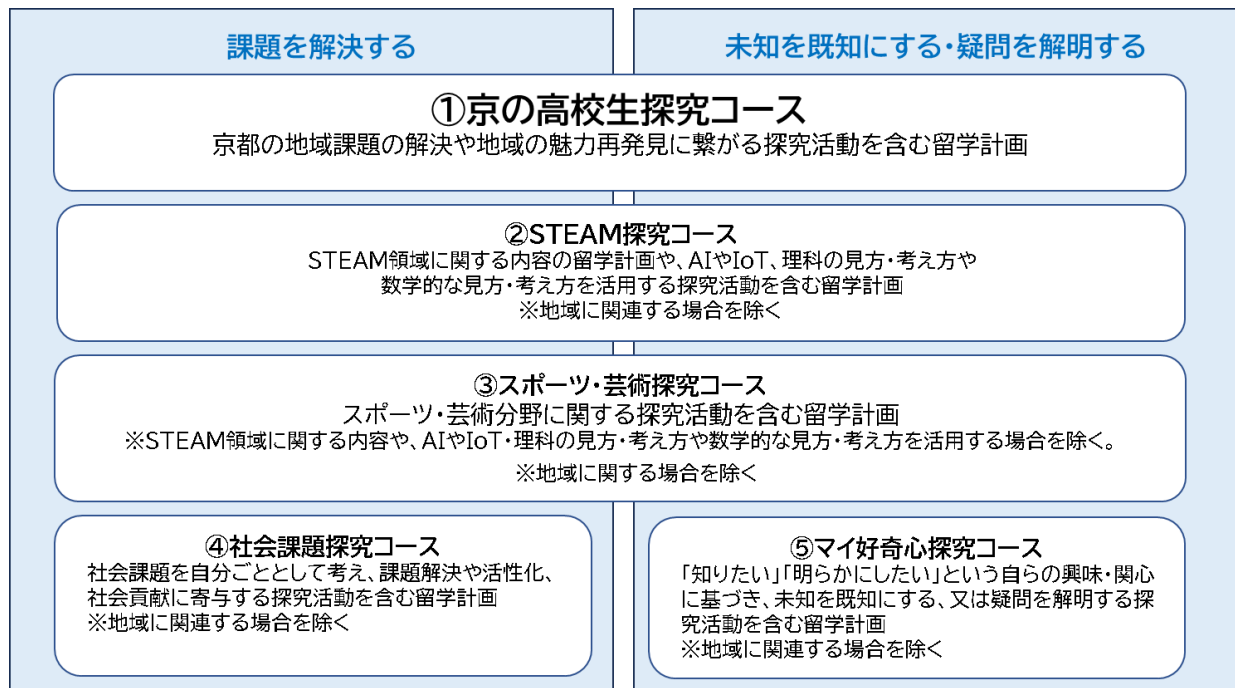 課題を解決する
未知を既知にする・疑問を解明する
①京の高校生探究コース
京都の地域課題の解決や地域の魅力再発見に繋がる探究活動を含む留学計画
②STEAM探究コース
STEAM領域に関する内容の留学計画や、AIやIoT、理科の見方・考え方や
数学的な見方・考え方を活用する探究活動を含む留学計画
※地域に関連する場合を除く
③スポーツ・芸術探究コース
スポーツ・芸術分野に関する探究活動を含む留学計画
※STEAM領域に関する内容や、AIやIoT・理科の見方・考え方や数学的な見方・考え方を活用する場合を除く。
※地域に関する場合を除く
④社会課題探究コース
社会課題を自分ごととして考え、課題解決や活性化、
社会貢献に寄与する探究活動を含む留学計画
※地域に関連する場合を除く
⑤マイ好奇心探究コース
「知りたい」「明らかにしたい」という自らの興味・関心
に基づき、未知を既知にする、又は疑問を解明する探
究活動を含む留学計画
※地域に関連する場合を除く